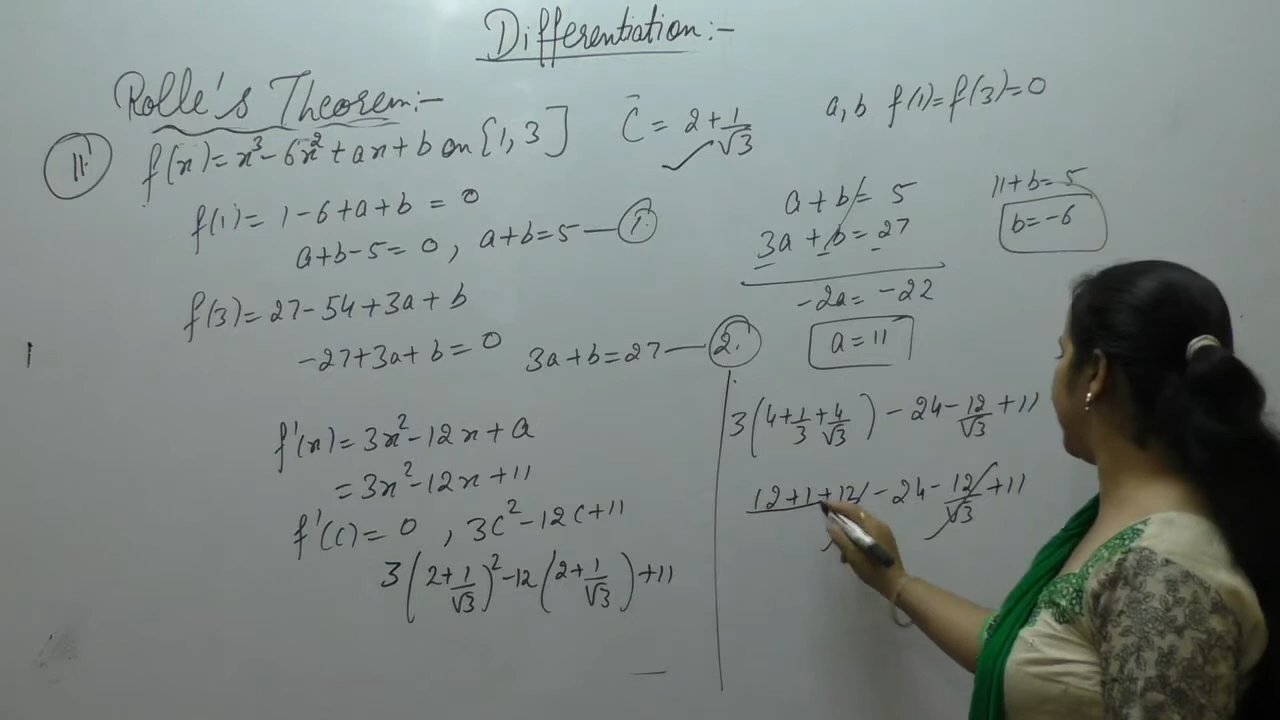 Differentiation:-
Rolle's Theorem:-
11. f(x)=x³-6x²+ax+b on [1,3] C = 2+1/√3 a,b f(1)=f(3)=0
f(1)= 1-6+a+b = 0
a+b-5=0, a+b=5—1.
f(3)=27-54+3a+b
-27+3a+b=0 3a+b=27—2.
f'(x)=3x²-12x+a
=3x²-12x+11
f'(c)=0, 3c²-12c+11
3(2+1/√3)²-12(2+1/√3)+11
a+b=5
3a+b=27
-2a=-22
a=11
11+b=5
b=-6
3(4+1/3+4/√3)-24-12/√3+11
12+1+12/ -24-12/√3+11